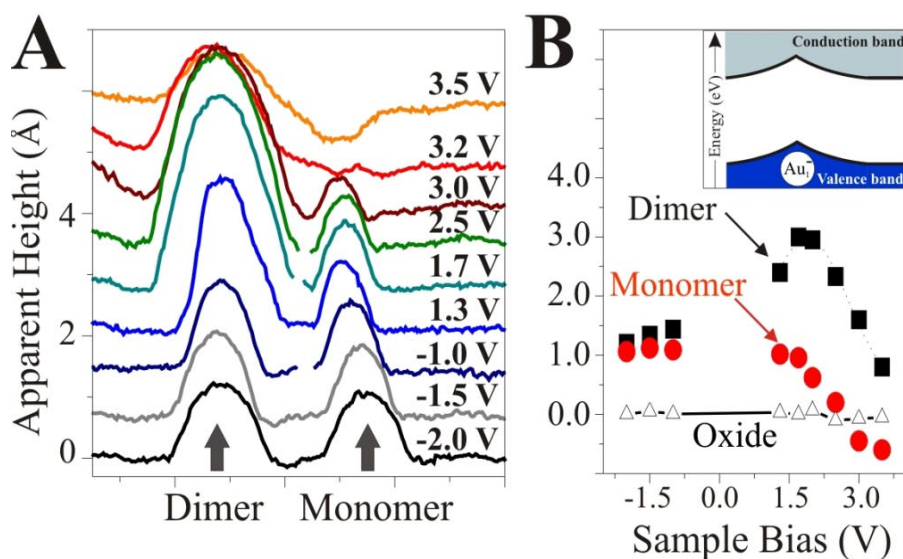 A
Apparent Height (Å)
4
2
0
3.5 V
3.2 V
3.0 V
2.5 V
1.7 V
1.3 V
-1.0 V
-1.5 V
-2.0 V
Dimer
Monomer
B
Energy (eV)
Conduction band
Au₁⁻
Valence band
4.0
3.0
2.0
1.0
0.0
Dimer
Monomer
Oxide
-1.5
0.0
1.5
3.0
Sample Bias (V)